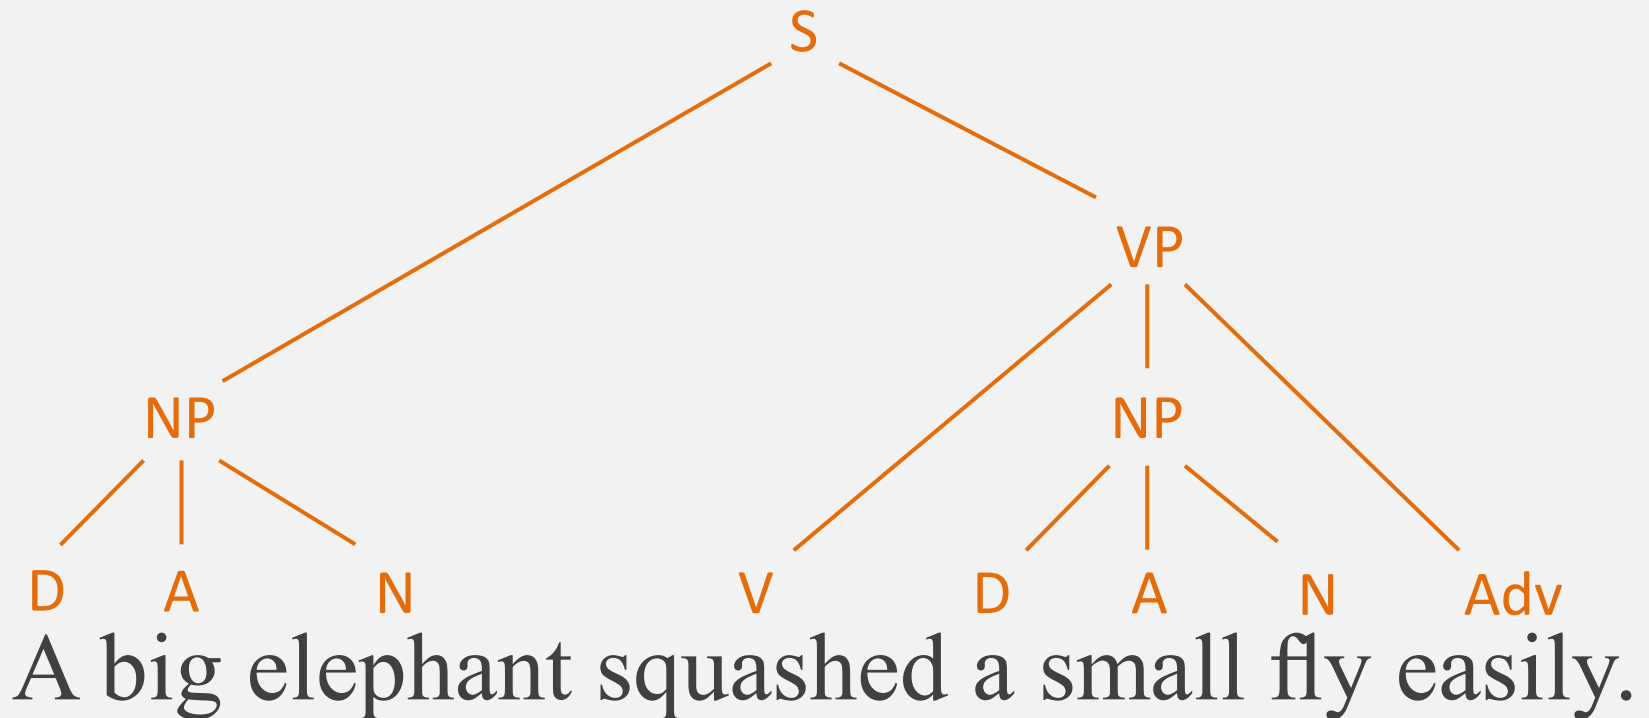 S
VP
NP NP
D A N V D A N Adv
A big elephant squashed a small fly easily.